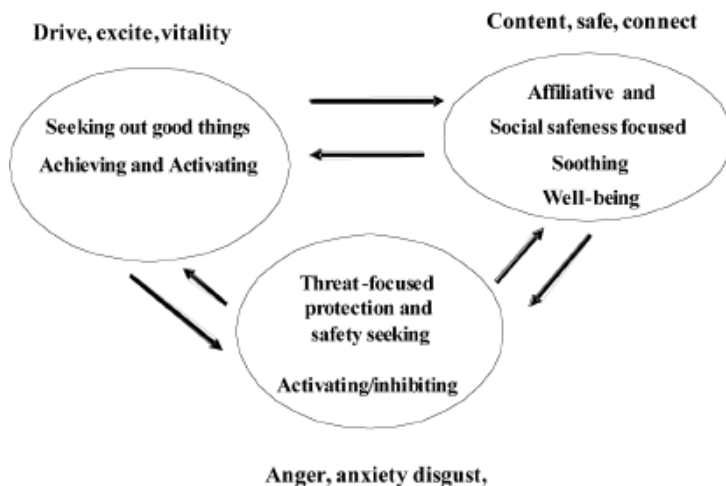 Drive, excite, vitality
Content, safe, connect
Seeking out good things
Achieving and Activating
Affiliative and
Social safeness focused
Soothing
Well-being
Threat-focused
protection and
safety seeking
Activating/inhibiting
Anger, anxiety disgust,